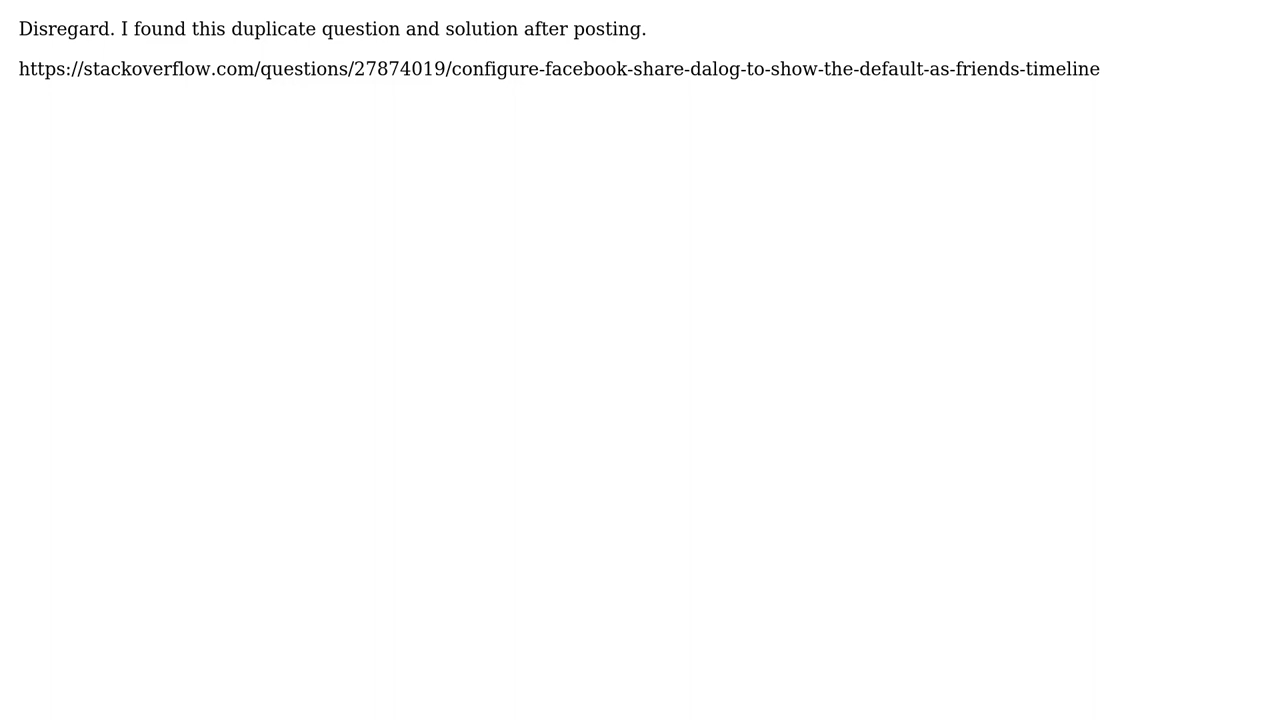 Disregard. I found this duplicate question and solution after posting.
https://stackoverflow.com/questions/27874019/configure-facebook-share-dalog-to-show-the-default-as-friends-timeline